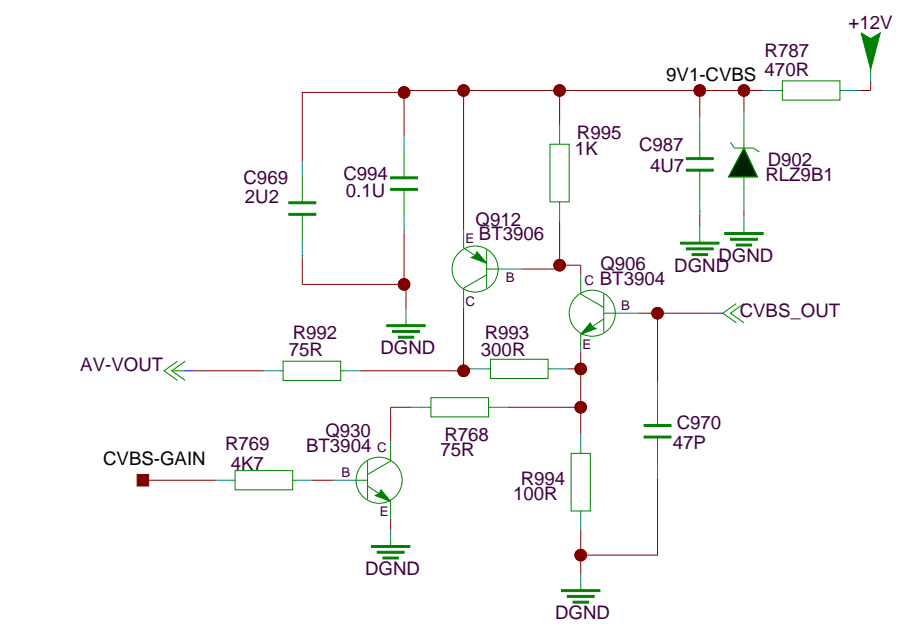 +12V
R787
470R
9V1-CVBS
R995
1K
C987
4U7
D902
RLZ9B1
C969
2U2
C994
0.1U
Q912
BT3906
E
B
C
DGND
DGND
Q906
BT3904
C
B
E
CVBS_OUT
R992
75R
DGND
R993
300R
AV-VOUT
R768
75R
C970
47P
Q930
BT3904
C
B
E
R769
4K7
CVBS-GAIN
R994
100R
DGND
DGND